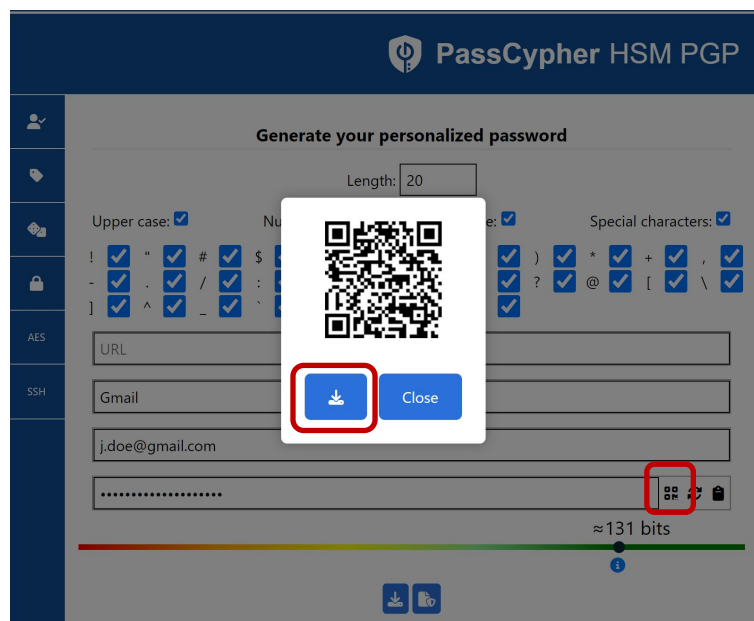 PassCypher HSM PGP
Generate your personalized password
Length: 20
Upper case: Nu e: Special characters:
! " # $ ) * + ,
- . / : ? @ [ \
] ^ _ `
AES
URL
SSH
Gmail
Close
j.doe@gmail.com
••••••••••••••••••••
≈131 bits